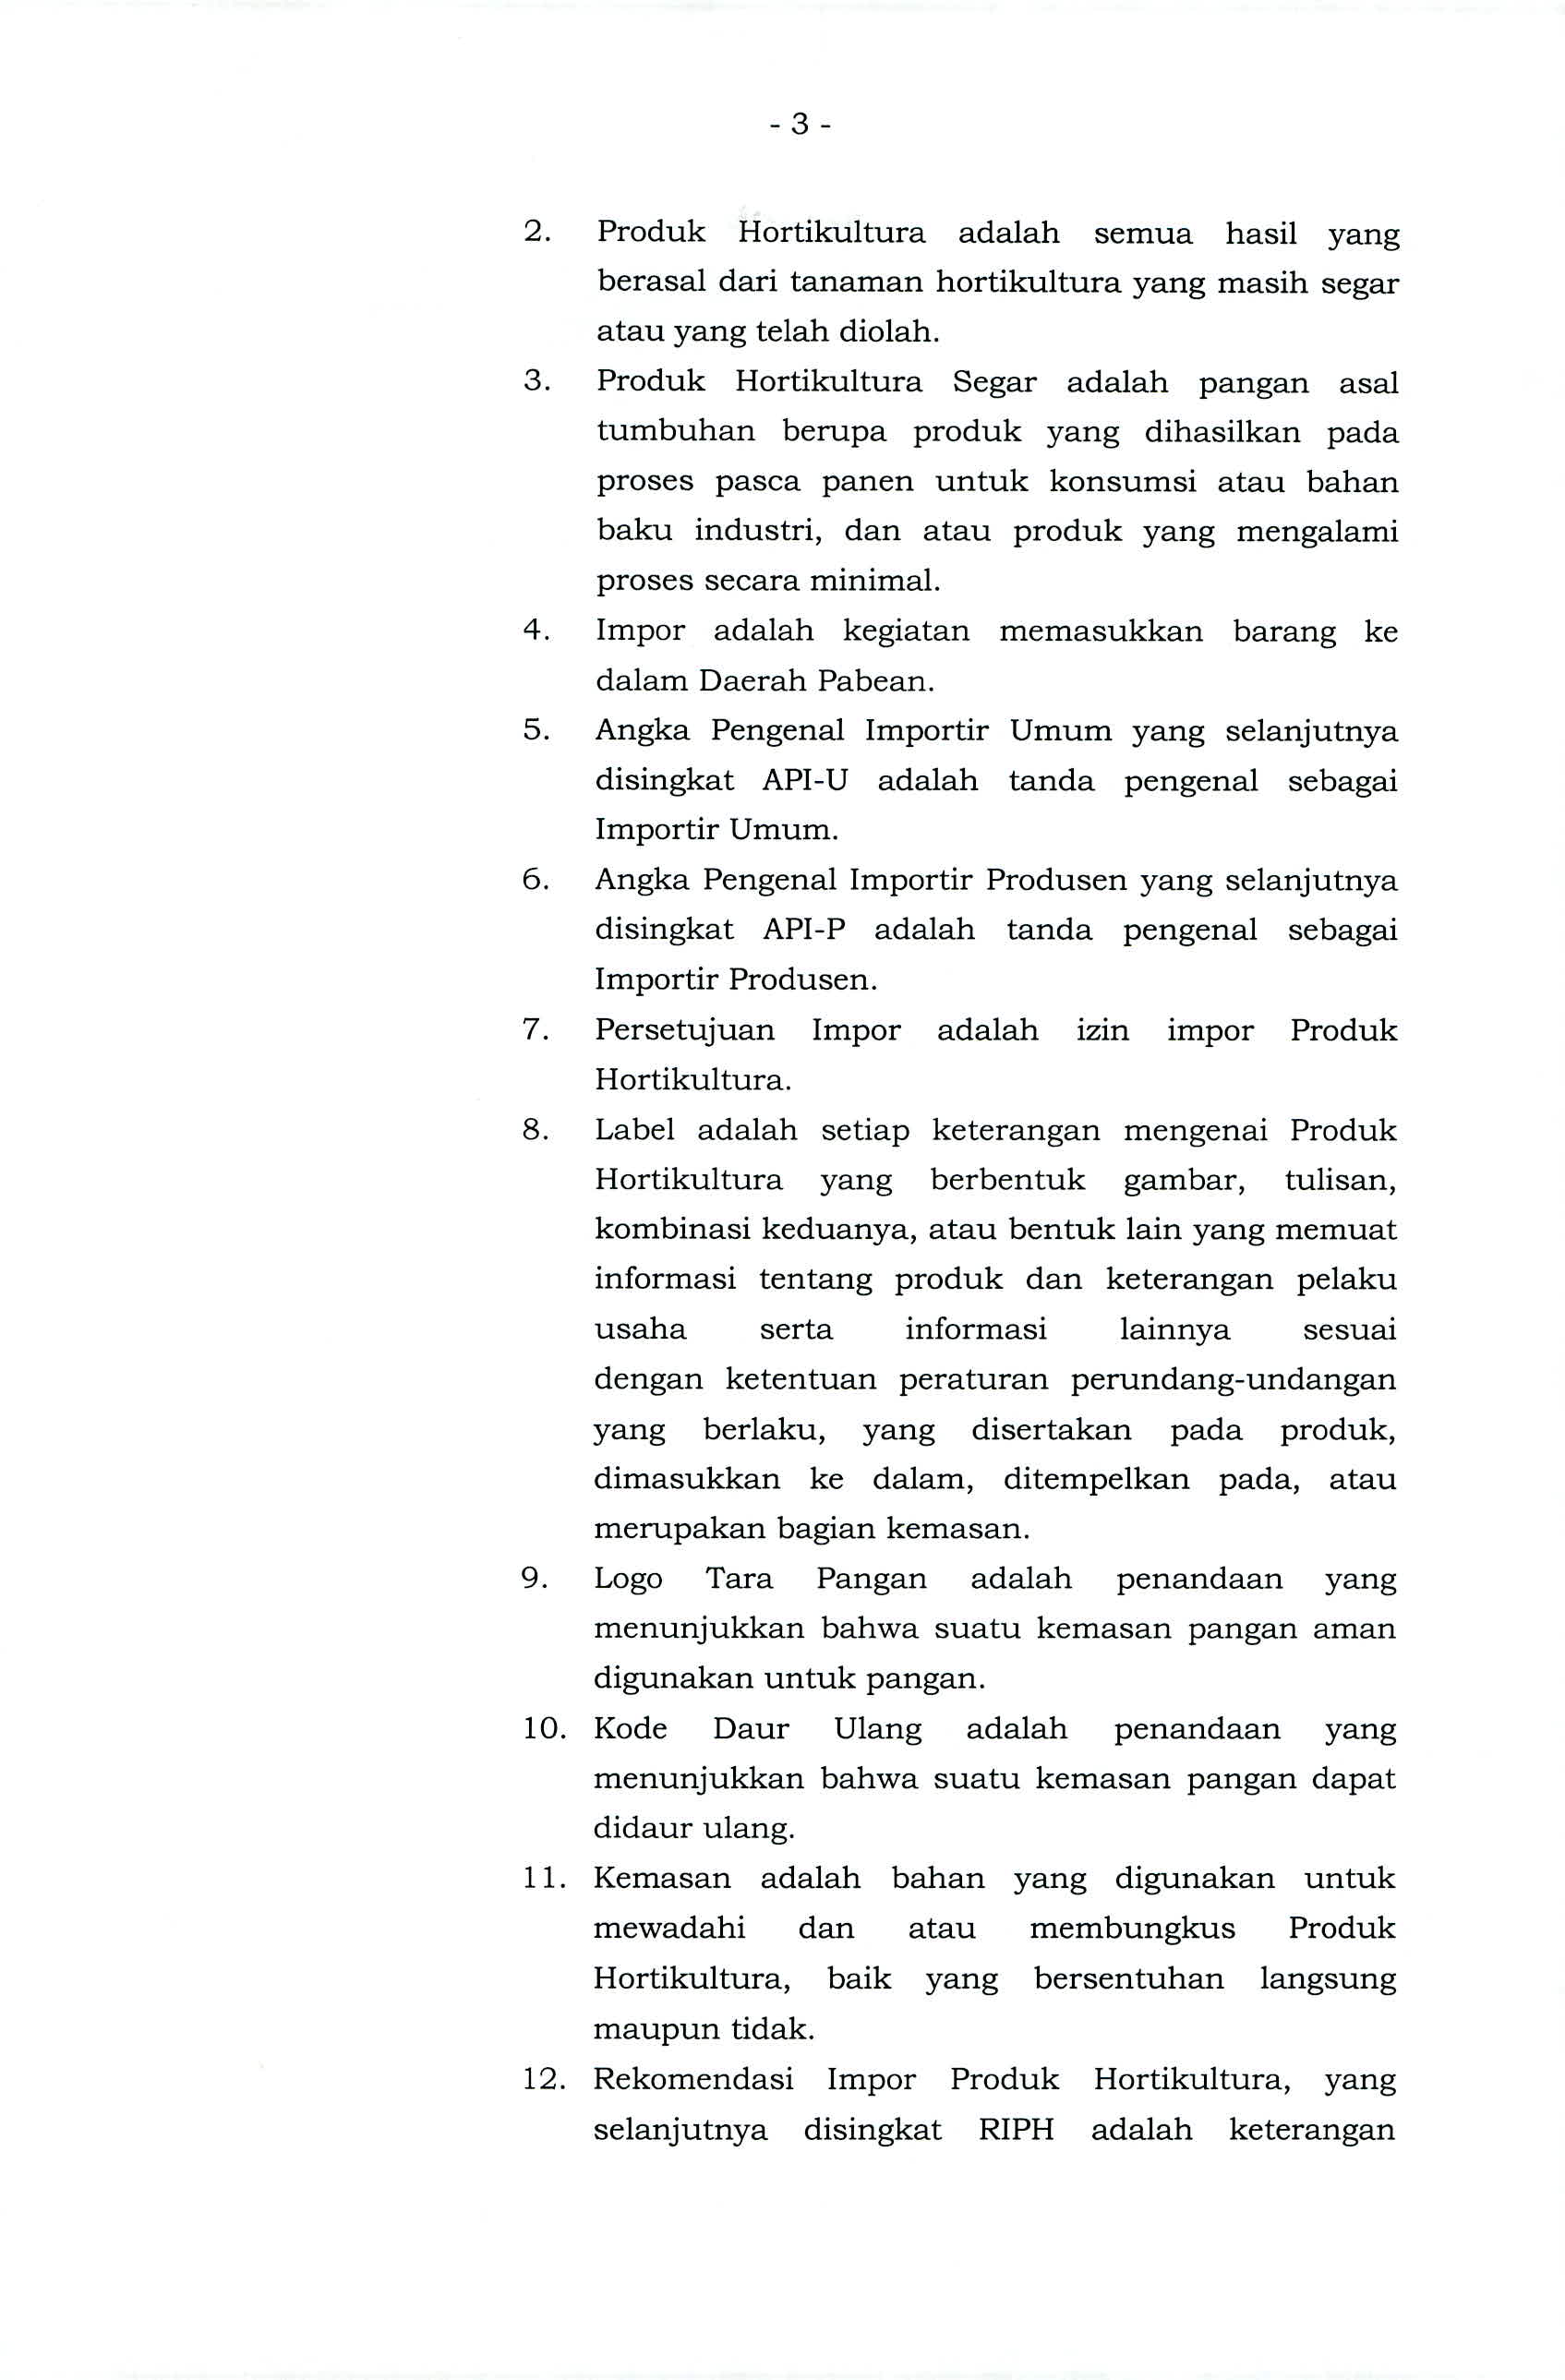 - 3 -
2. Produk Hortikultura adalah semua hasil yang
berasal dari tanaman hortikultura yang masih segar
atau yang telah diolah.
3. Produk Hortikultura Segar adalah pangan asal
tumbuhan berupa produk yang dihasilkan pada
proses pasca panen untuk konsumsi atau bahan
baku industri, dan atau produk yang mengalami
proses secara minimal.
4. Impor adalah kegiatan memasukkan barang ke
dalam Daerah Pabean.
5. Angka Pengenal Importir Umum yang selanjutnya
disingkat API-U adalah tanda pengenal sebagai
Importir Umum.
6. Angka Pengenal Importir Produsen yang selanjutnya
disingkat API-P adalah tanda pengenal sebagai
Importir Produsen.
7. Persetujuan Impor adalah izin impor Produk
Hortikultura.
8. Label adalah setiap keterangan mengenai Produk
Hortikultura yang berbentuk gambar, tulisan,
kombinasi keduanya, atau bentuk lain yang memuat
informasi tentang produk dan keterangan pelaku
usaha serta informasi lainnya sesuai
dengan ketentuan peraturan perundang-undangan
yang berlaku, yang disertakan pada produk,
dimasukkan ke dalam, ditempelkan pada, atau
merupakan bagian kemasan.
9. Logo Tara Pangan adalah penandaan yang
menunjukkan bahwa suatu kemasan pangan aman
digunakan untuk pangan.
10. Kode Daur Ulang adalah penandaan yang
menunjukkan bahwa suatu kemasan pangan dapat
didaur ulang.
11. Kemasan adalah bahan yang digunakan untuk
mewadahi dan atau membungkus Produk
Hortikultura, baik yang bersentuhan langsung
maupun tidak.
12. Rekomendasi Impor Produk Hortikultura, yang
selanjutnya disingkat RIPH adalah keterangan